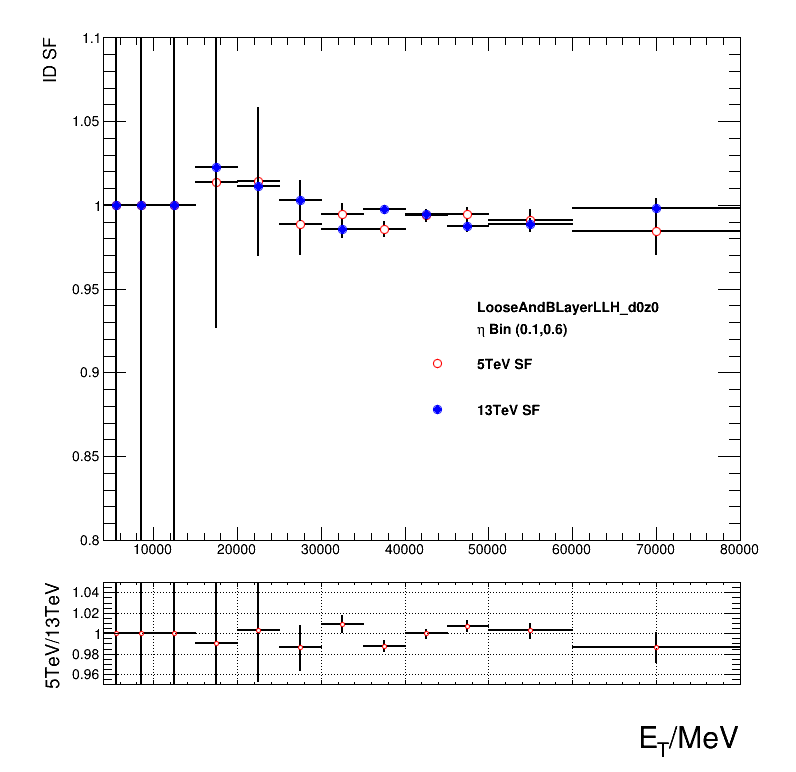 ID SF
1.1
1.05
1
0.95
0.9
0.85
0.8
LooseAndBLayerLLH_d0z0
η Bin (0.1,0.6)
5TeV SF
13TeV SF
10000 20000 30000 40000 50000 60000 70000 80000
5TeV/13TeV
1.04
1.02
1
0.98
0.96
E_T/MeV